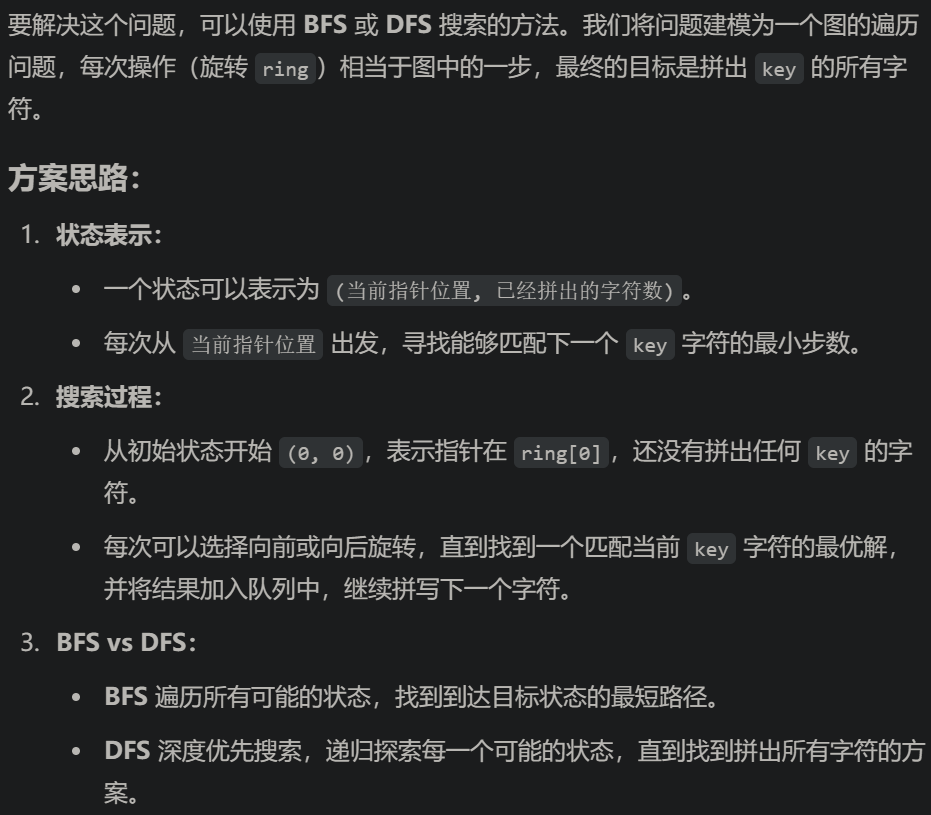 要解决这个问题，可以使用 BFS 或 DFS 搜索的方法。我们将问题建模为一个图的遍历
问题，每次操作（旋转 ring ）相当于图中的一步，最终的目标是拼出 key 的所有字
符。
方案思路：
1. 状态表示：
• 一个状态可以表示为 (当前指针位置, 已经拼出的字符数) 。
• 每次从 当前指针位置 出发，寻找能够匹配下一个 key 字符的最小步数。
2. 搜索过程：
• 从初始状态开始 (0, 0) ，表示指针在 ring[0] ，还没有拼出任何 key 的字
符。
• 每次可以选择向前或向后旋转，直到找到一个匹配当前 key 字符的最优解，
并将结果加入队列中，继续拼写下一个字符。
3. BFS vs DFS：
• BFS 遍历所有可能的状态，找到到达目标状态的最短路径。
• DFS 深度优先搜索，递归探索每一个可能的状态，直到找到拼出所有字符的方
案。